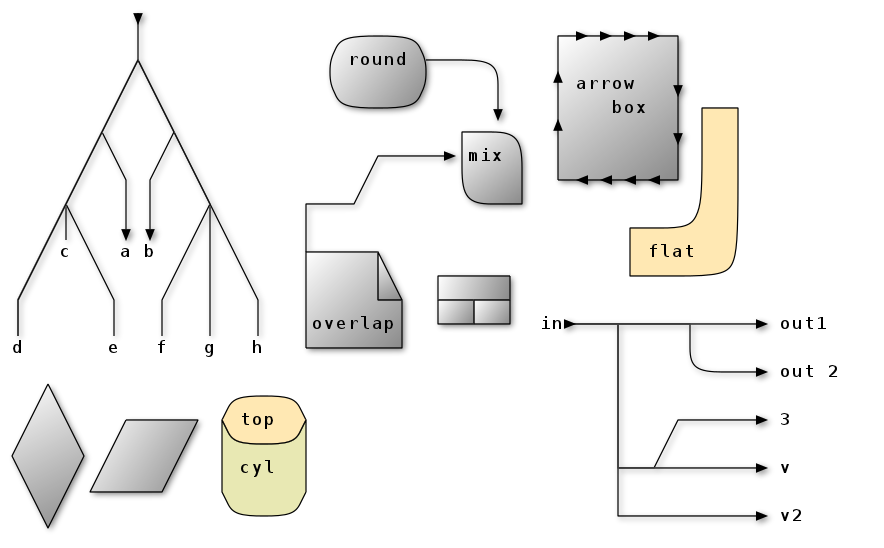 round
arrow
box
mix
c
a
b
flat
overlap
in
out1
d
e
f
g
h
out 2
top
3
cyl
v
v2